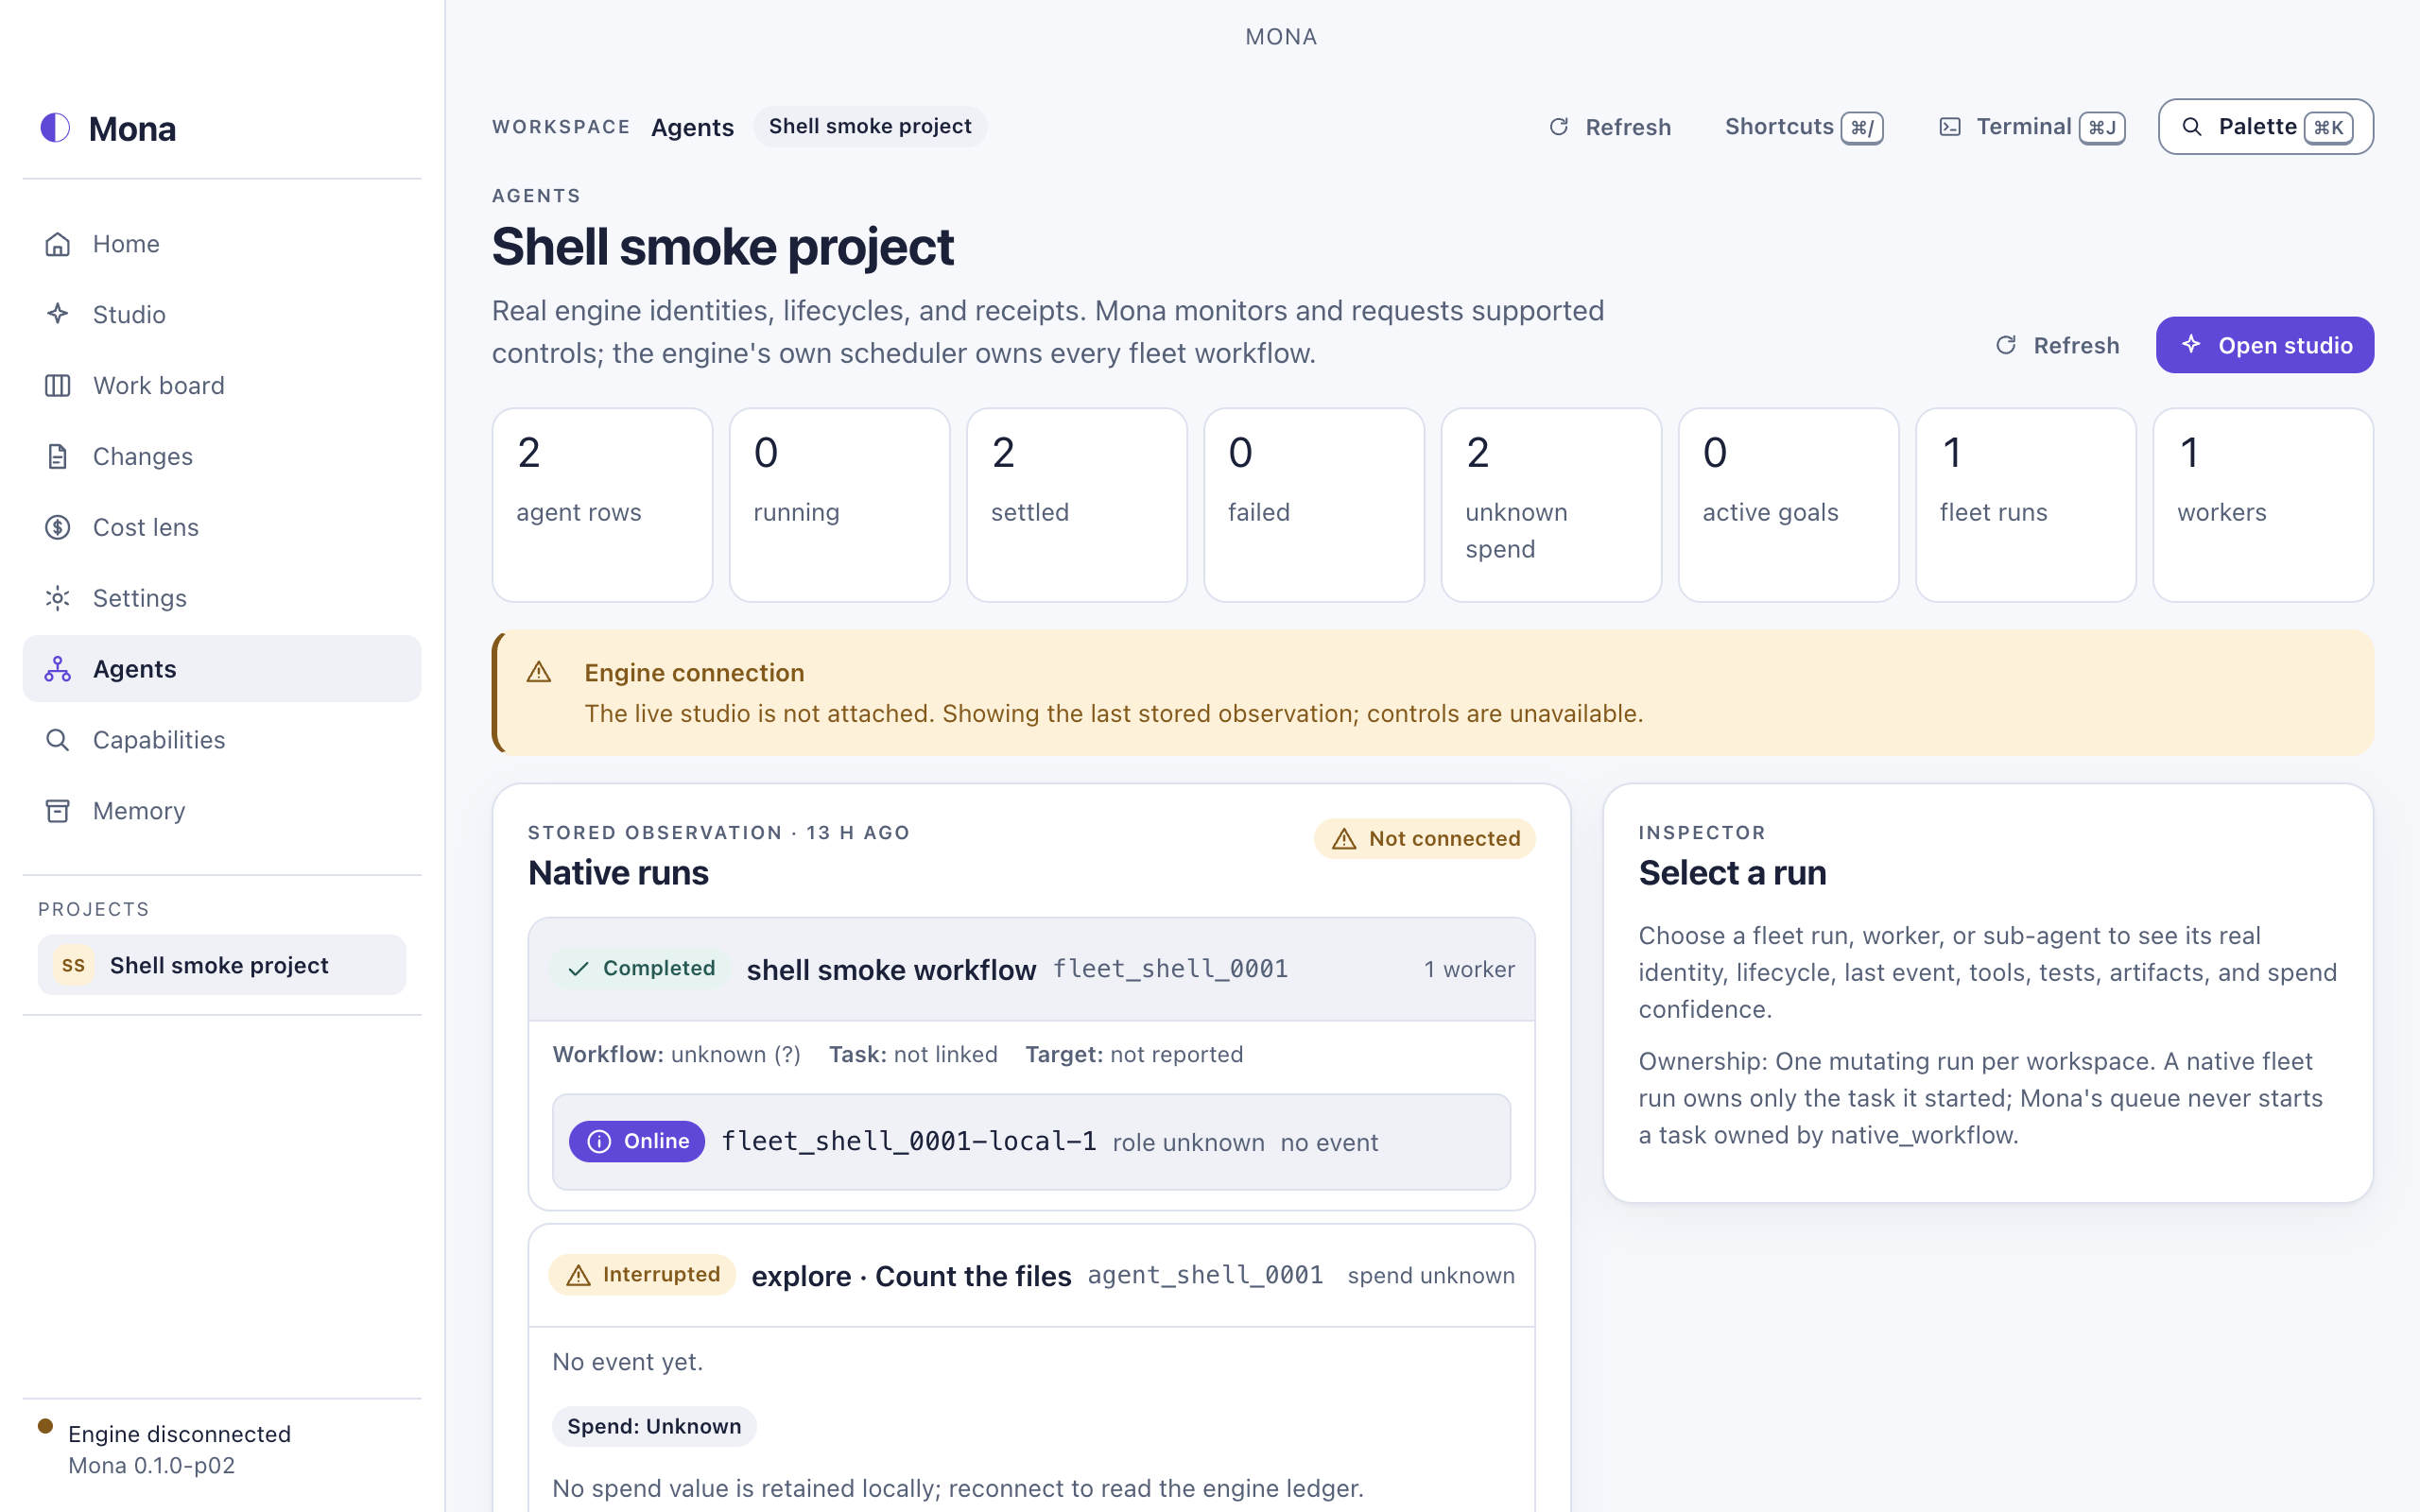 MONA
Mona
Home
Studio
Work board
Changes
Cost lens
Settings
Agents
Capabilities
Memory
PROJECTS
SS Shell smoke project
Engine disconnected
Mona 0.1.0-p02
WORKSPACE Agents Shell smoke project
Refresh Shortcuts ⌘/ Terminal ⌘J Palette ⌘K
AGENTS
Shell smoke project
Real engine identities, lifecycles, and receipts. Mona monitors and requests supported
controls; the engine's own scheduler owns every fleet workflow.
Refresh Open studio
2
agent rows
0
running
2
settled
0
failed
2
unknown
spend
0
active goals
1
fleet runs
1
workers
Engine connection
The live studio is not attached. Showing the last stored observation; controls are unavailable.
STORED OBSERVATION · 13 H AGO
Native runs
Not connected
Completed shell smoke workflow fleet_shell_0001 1 worker
Workflow: unknown (?) Task: not linked Target: not reported
Online fleet_shell_0001-local-1 role unknown no event
Interrupted explore · Count the files agent_shell_0001 spend unknown
No event yet.
Spend: Unknown
No spend value is retained locally; reconnect to read the engine ledger.
INSPECTOR
Select a run
Choose a fleet run, worker, or sub-agent to see its real
identity, lifecycle, last event, tools, tests, artifacts, and spend
confidence.
Ownership: One mutating run per workspace. A native fleet
run owns only the task it started; Mona's queue never starts
a task owned by native_workflow.